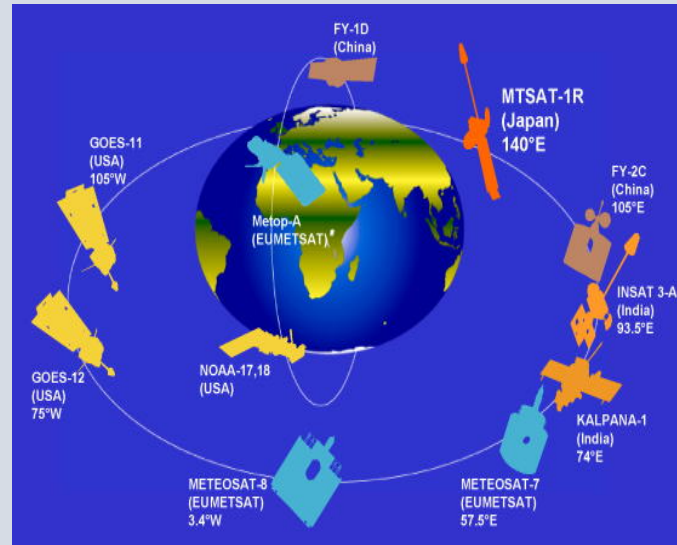 FY-1D
(China)
MTSAT-1R
(Japan)
140°E
GOES-11
(USA)
105°W
FY-2C
(China)
105°E
Metop-A
(EUMETSAT)
INSAT 3-A
(India)
93.5°E
NOAA-17,18
(USA)
GOES-12
(USA)
75°W
KALPANA-1
(India)
74°E
METEOSAT-8
(EUMETSAT)
3.4°W
METEOSAT-7
(EUMETSAT)
57.5°E